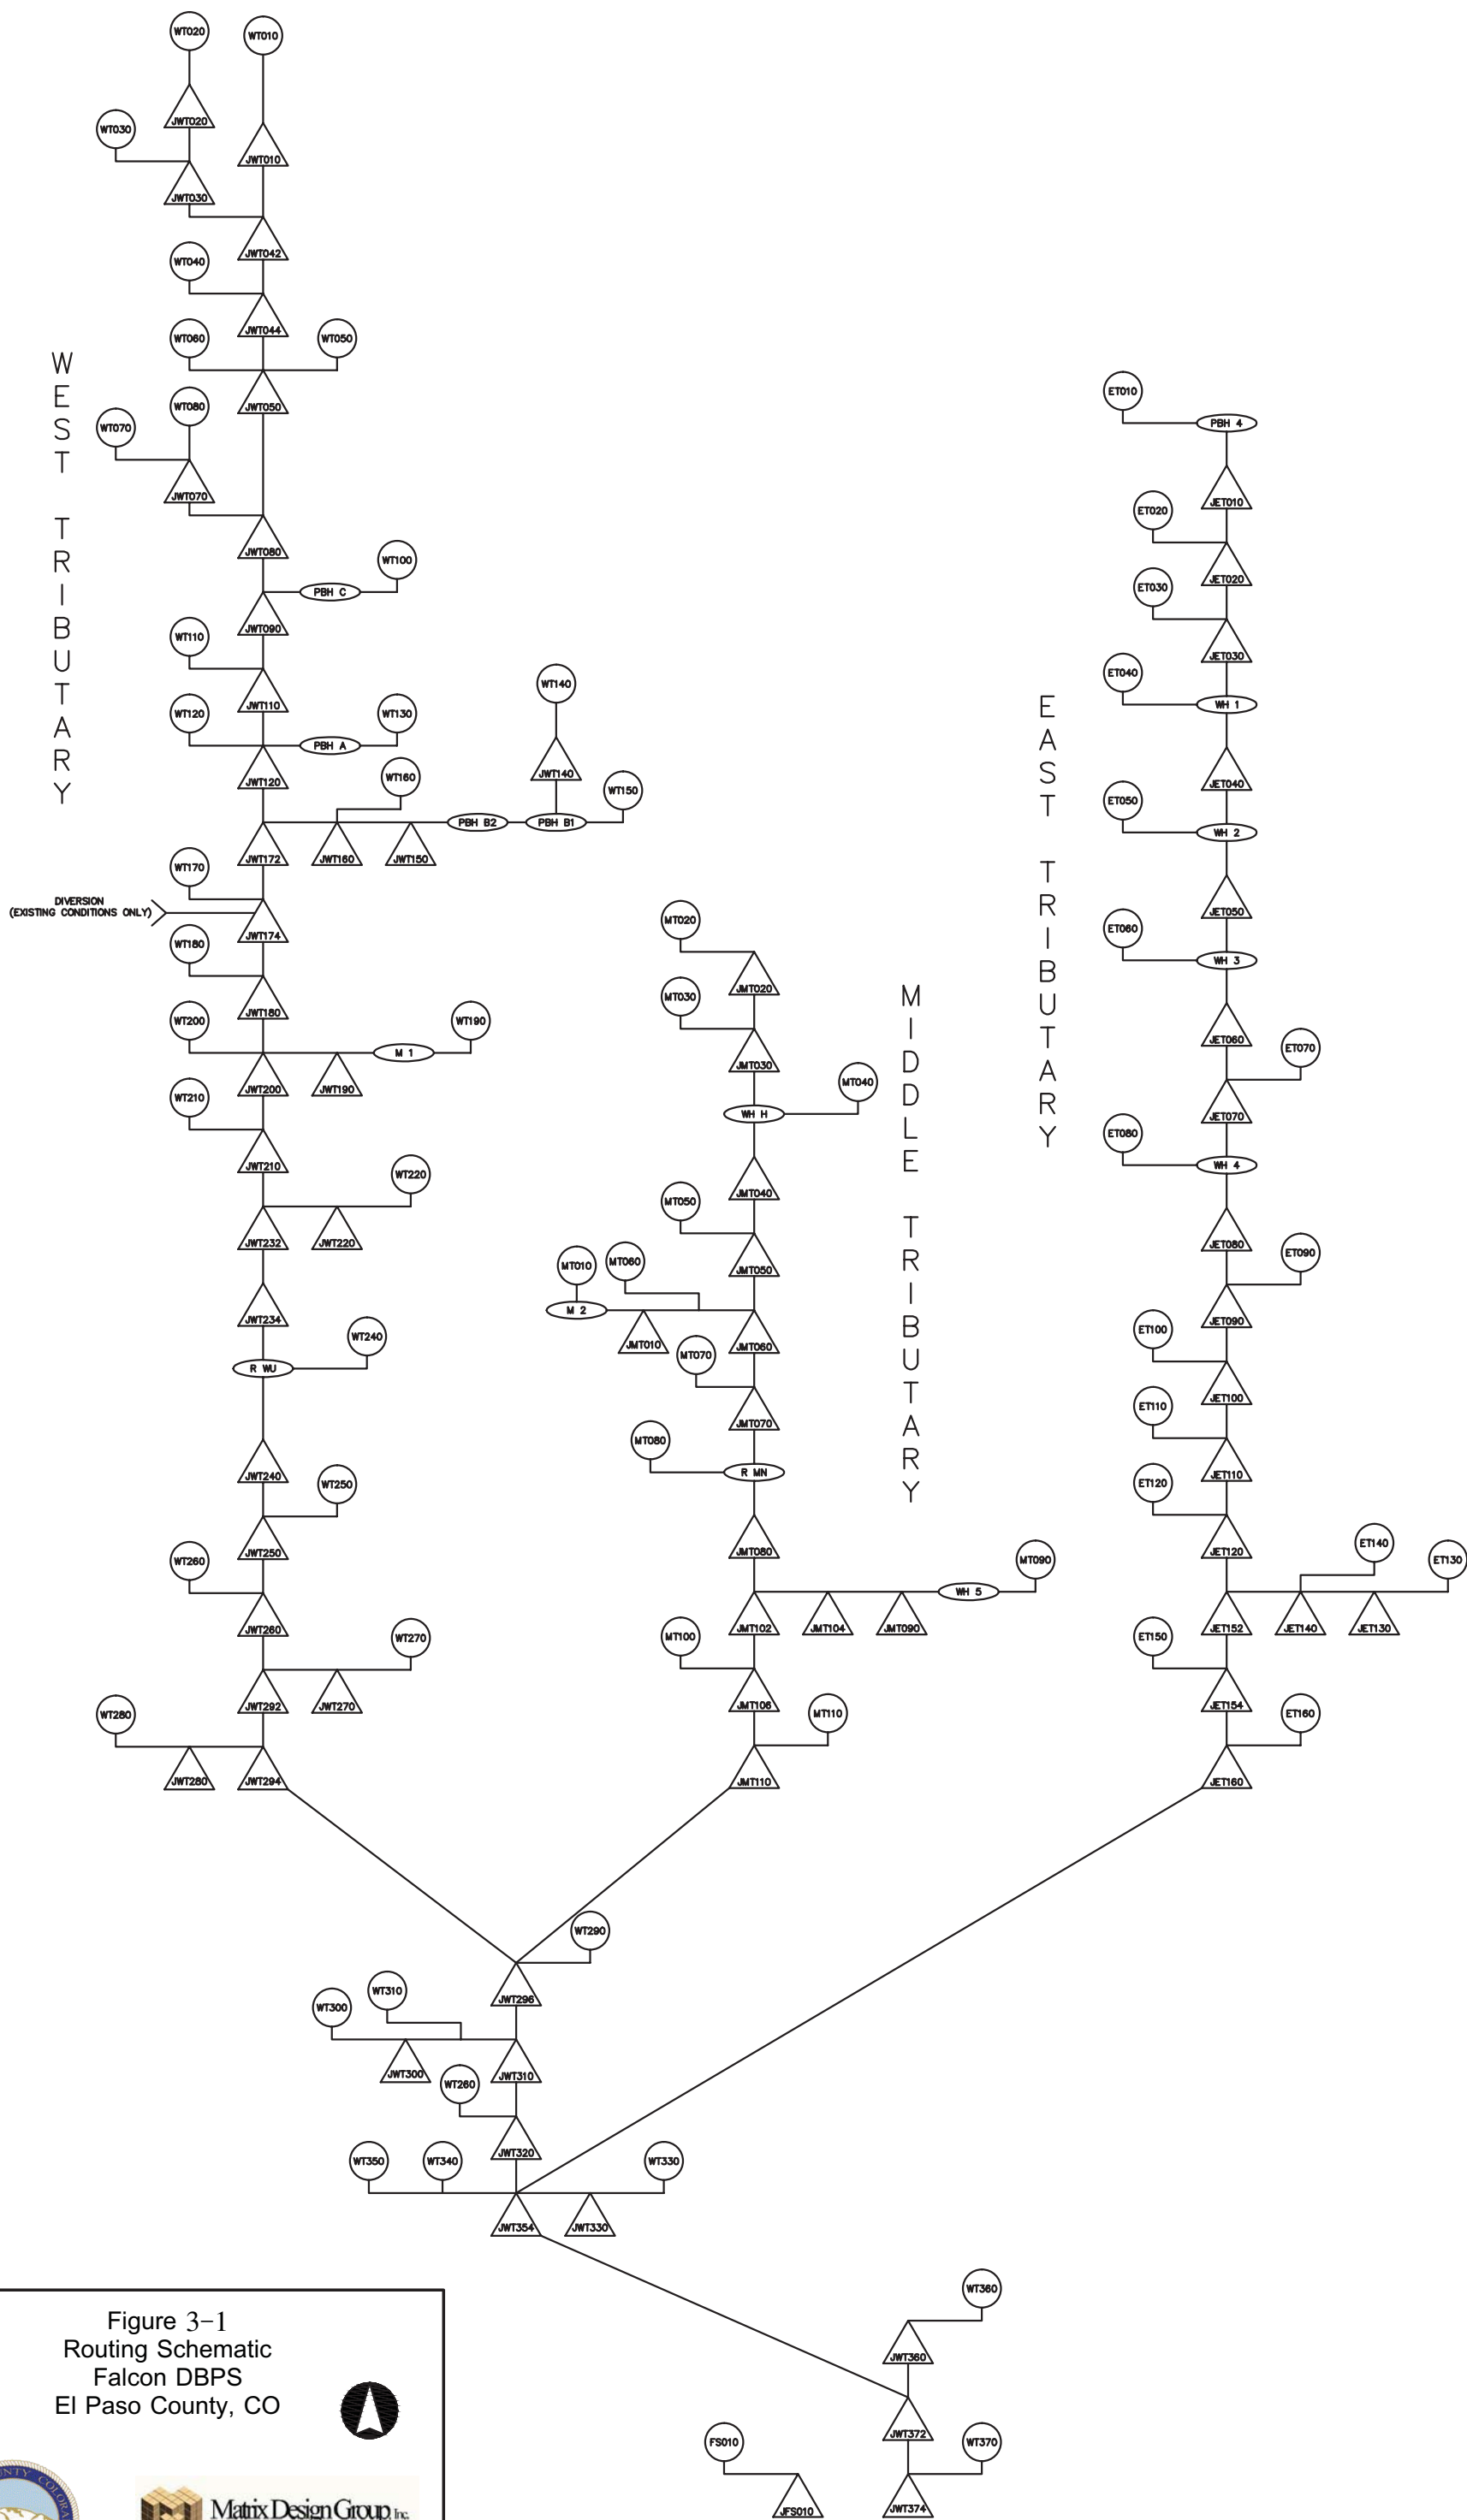 WT020
WT010
WT030
JWT020
JWT010
JWT030
JWT042
WT040
JWT044
WT060
WT050
JWT050
WT080
WT070
JWT070
JWT080
WT100
PBH C
JWT090
WT110
JWT110
WT120
WT130
PBH A
JWT120
WT140
JWT140
WT160
WT150
PBH B2
PBH B1
JWT172
JWT160
JWT150
WT170
DIVERSION
(EXISTING CONDITIONS ONLY)
JWT174
WT180
JWT180
WT200
WT190
M 1
JWT200
JWT190
WT210
JWT210
WT220
JWT232
JWT220
JWT234
WT240
R WU
JWT240
WT250
JWT250
WT260
JWT260
WT270
JWT292
JWT270
WT280
JWT280
JWT294
WEST TRIBUTARY
MT020
JMT020
MT030
JMT030
MT040
WH H
JMT040
MT050
JMT050
MT010
MT060
M 2
JMT010
JMT060
MT070
JMT070
MT080
R MN
JMT080
MT090
WH 5
JMT102
JMT104
JMT090
MT100
JMT106
MT110
JMT110
MIDDLE TRIBUTARY
ET010
PBH 4
JET010
ET020
JET020
ET030
JET030
ET040
WH 1
JET040
ET050
WH 2
JET050
ET060
WH 3
JET060
ET070
JET070
ET080
WH 4
JET080
ET090
JET090
ET100
JET100
ET110
JET110
ET120
JET120
ET140
ET130
JET152
JET140
JET130
ET150
JET154
ET160
JET160
EAST TRIBUTARY
WT290
JWT296
WT310
WT300
JWT300
JWT310
WT260
JWT320
WT350
WT340
WT330
JWT354
JWT330
WT360
JWT360
JWT372
FS010
WT370
JFS010
JWT374
Figure 3-1
Routing Schematic
Falcon DBPS
El Paso County, CO
Matrix Design Group, Inc.